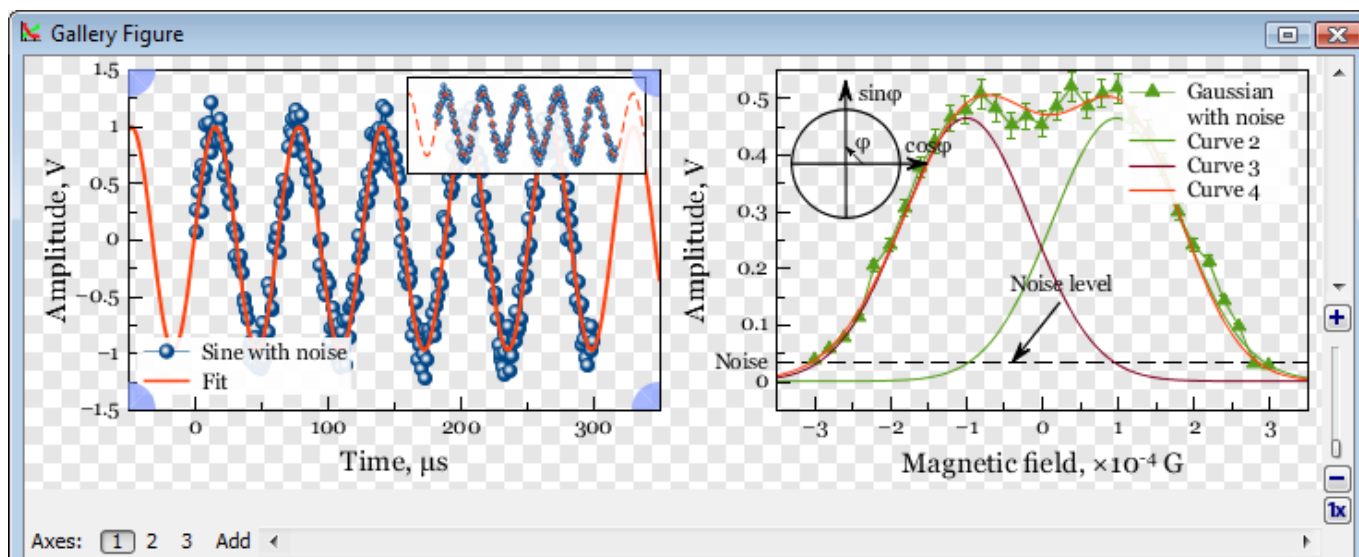 Gallery Figure
1.5
1
0.5
0
−0.5
−1
−1.5
Amplitude, V
Sine with noise
Fit
0
100
200
300
Time, µs
0.5
0.4
0.3
0.2
0.1
Noise
0
Amplitude, V
sinφ
φ
cosφ
Gaussian
with noise
Curve 2
Curve 3
Curve 4
Noise level
−3
−2
−1
0
1
2
3
Magnetic field, ×10⁻⁴ G
1x
Axes: 1 2 3 Add